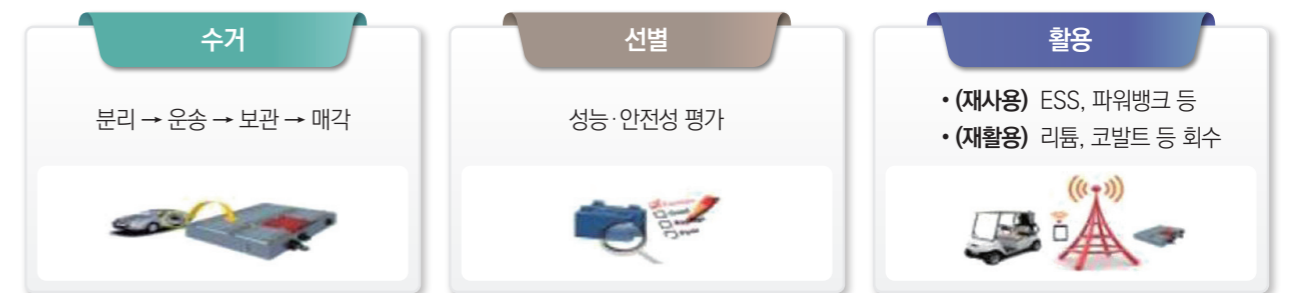 수거
분리 → 운송 → 보관 → 매각
선별
성능·안전성 평가
활용
• (재사용) ESS, 파워뱅크 등
• (재활용) 리튬, 코발트 등 회수